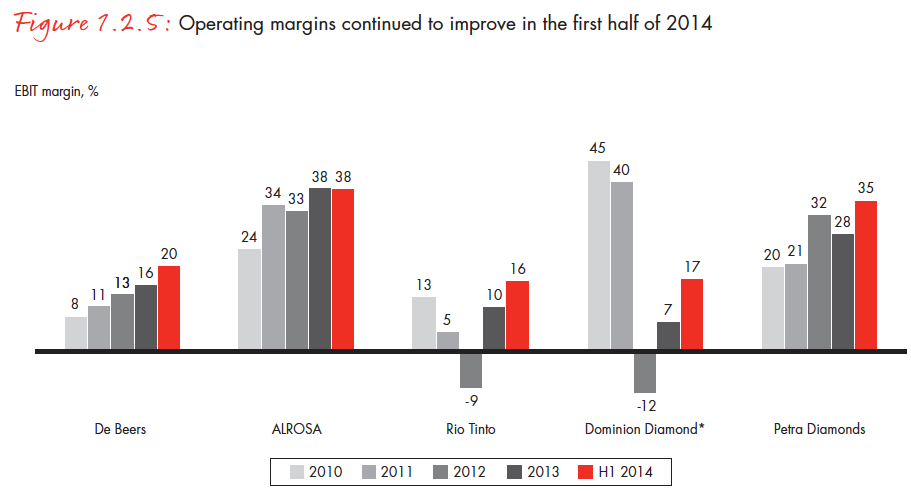 Figure 1.2.5: Operating margins continued to improve in the first half of 2014
EBIT margin, %
8 11 13 16 20
24 34 33 38 38
13 5 -9 10 16
45 40 -12 7 17
20 21 32 28 35
De Beers ALROSA Rio Tinto Dominion Diamond* Petra Diamonds
2010 2011 2012 2013 H1 2014